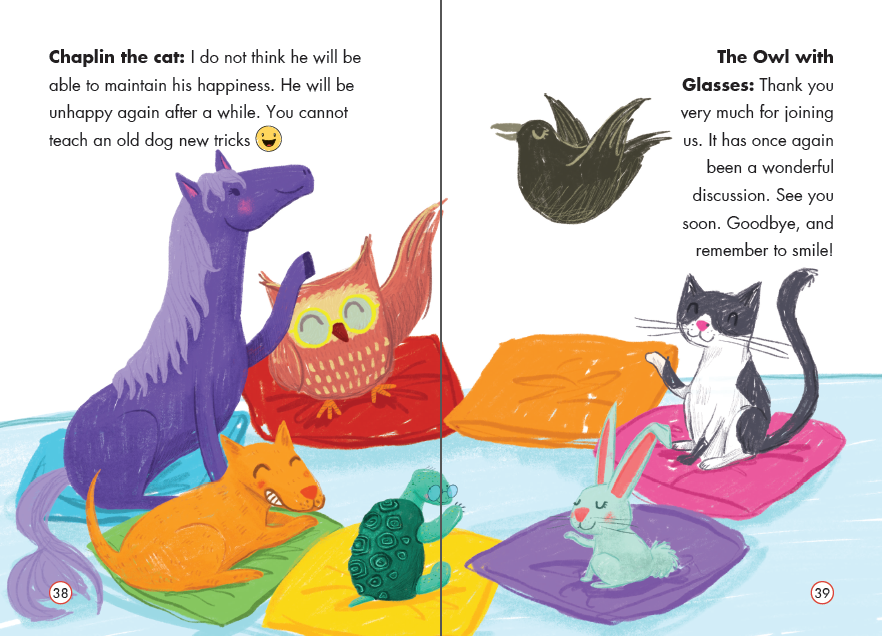 Chaplin the cat: I do not think he will be
able to maintain his happiness. He will be
unhappy again after a while. You cannot
teach an old dog new tricks 😃
38
The Owl with
Glasses: Thank you
very much for joining
us. It has once again
been a wonderful
discussion. See you
soon. Goodbye, and
remember to smile!
39